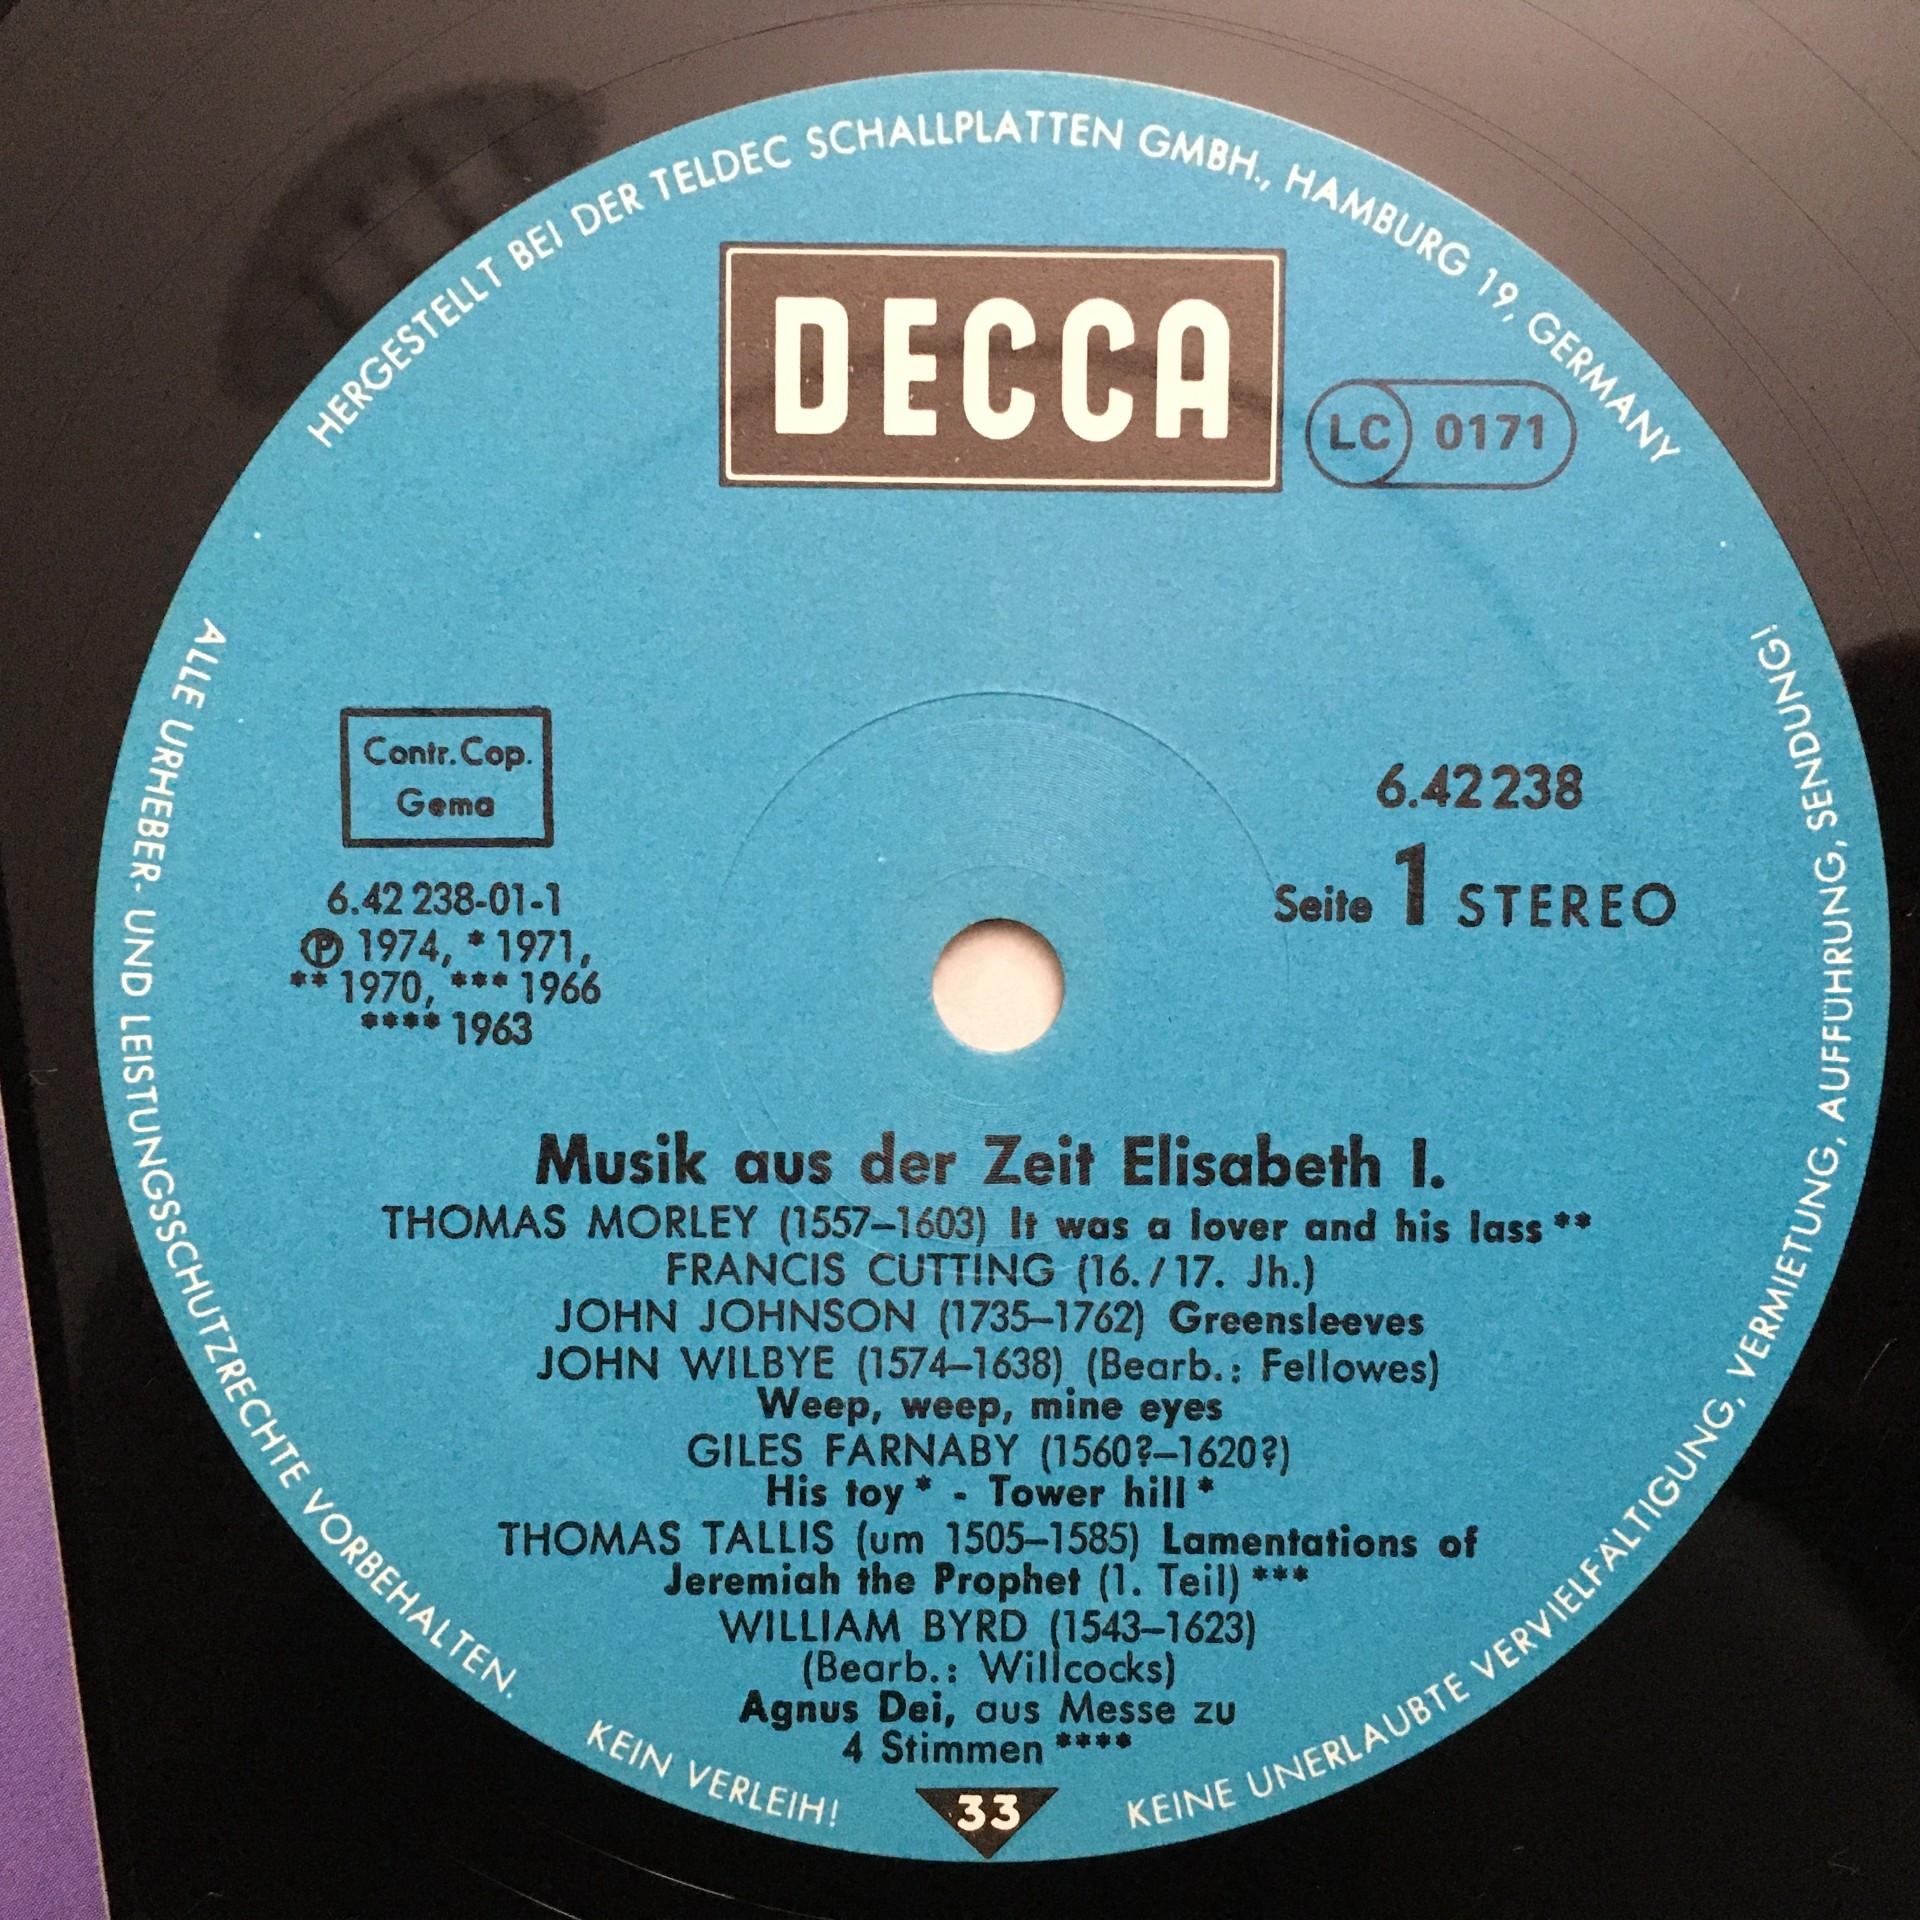 HERGESTELLT BEI DER TELDEC SCHALLPLATTEN GMBH., HAMBURG 19, GERMANY
DECCA
LC 0171
Contr. Cop.
Gema
6.42 238-01-1
Ⓟ 1974, * 1971,
** 1970, *** 1966
**** 1963
6.42 238
Seite 1 STEREO
Musik aus der Zeit Elisabeth I.
THOMAS MORLEY (1557–1603) It was a lover and his lass **
FRANCIS CUTTING (16./17. Jh.)
JOHN JOHNSON (1735–1762) Greensleeves
JOHN WILBYE (1574–1638) (Bearb.: Fellowes)
Weep, weep, mine eyes
GILES FARNABY (1560?–1620?)
His toy * - Tower hill *
THOMAS TALLIS (um 1505–1585) Lamentations of
Jeremiah the Prophet (1. Teil) ***
WILLIAM BYRD (1543–1623)
(Bearb.: Willcocks)
Agnus Dei, aus Messe zu
4 Stimmen ****
33
ALLE URHEBER- UND LEISTUNGSSCHUTZRECHTE VORBEHALTEN.
KEIN VERLEIH!
KEINE UNERLAUBTE VERVIELFÄLTIGUNG, VERMIETUNG, AUFFÜHRUNG, SENDUNG!